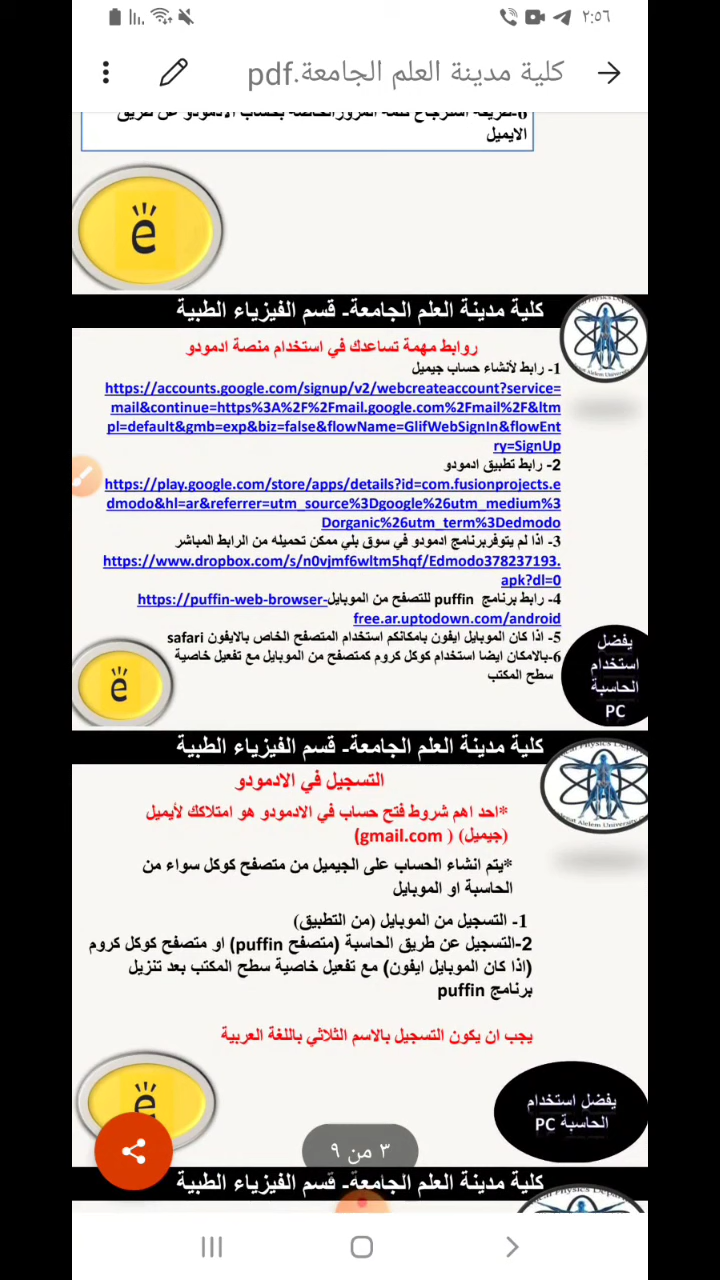 ٢:٥٦
كلية مدينة العلم الجامعة.pdf
6-طريقة استرجاع كلمة المرور الخاصة بحساب الادمودو عن طريق
الايميل
e
كلية مدينة العلم الجامعة- قسم الفيزياء الطبية
روابط مهمة تساعدك في استخدام منصة ادمودو
1- رابط لأنشاء حساب جيميل
https://accounts.google.com/signup/v2/webcreateaccount?service=
mail&continue=https%3A%2F%2Fmail.google.com%2Fmail%2F&ltm
pl=default&gmb=exp&biz=false&flowName=GlifWebSignIn&flowEnt
ry=SignUp
2- رابط تطبيق ادمودو
https://play.google.com/store/apps/details?id=com.fusionprojects.e
dmodo&hl=ar&referrer=utm_source%3Dgoogle%26utm_medium%3
Dorganic%26utm_term%3Dedmodo
3- اذا لم يتوفربرنامج ادمودو في سوق بلي ممكن تحميله من الرابط المباشر
https://www.dropbox.com/s/n0vjmf6wltm5hqf/Edmodo378237193.
apk?dl=0
4- رابط برنامج puffin للتصفح من الموبايل https://puffin-web-browser-
free.ar.uptodown.com/android
5- اذا كان الموبايل ايفون بامكانكم استخدام المتصفح الخاص بالايفون safari
6-بالامكان ايضا استخدام كوكل كروم كمتصفح من الموبايل مع تفعيل خاصية
سطح المكتب
يفضل
استخدام
الحاسبة
PC
e
كلية مدينة العلم الجامعة- قسم الفيزياء الطبية
التسجيل في الادمودو
*احد اهم شروط فتح حساب في الادمودو هو امتلاكك لأيميل
(جيميل) ( gmail.com)
*يتم انشاء الحساب على الجيميل من متصفح كوكل سواء من
الحاسبة او الموبايل
1- التسجيل من الموبايل (من التطبيق)
2-التسجيل عن طريق الحاسبة (متصفح puffin) او متصفح كوكل كروم
(اذا كان الموبايل ايفون) مع تفعيل خاصية سطح المكتب بعد تنزيل
برنامج puffin
يجب ان يكون التسجيل بالاسم الثلاثي باللغة العربية
يفضل استخدام
الحاسبة PC
e
٣ من ٩
كلية مدينة العلم الجامعة- قسم الفيزياء الطبية